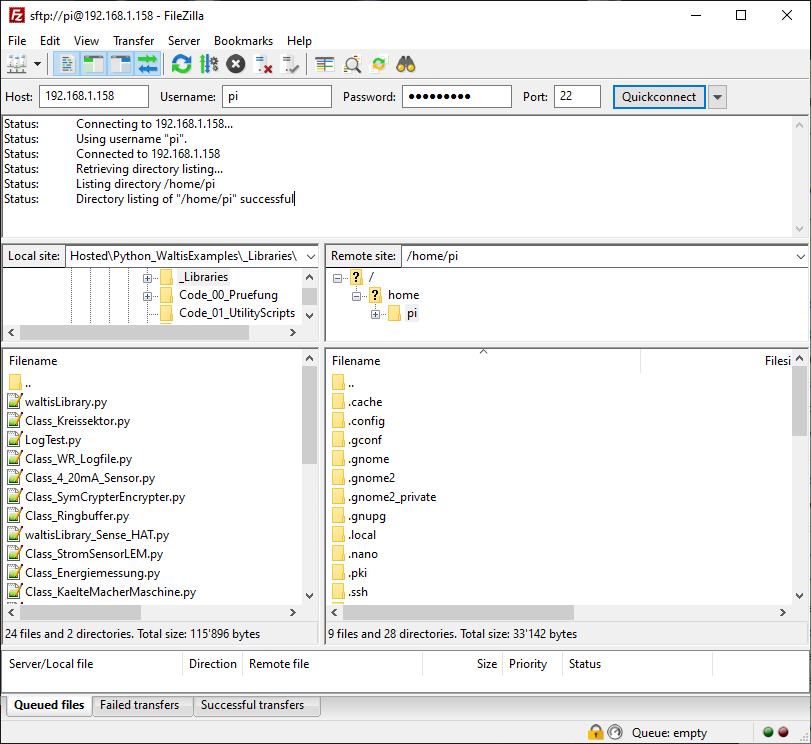 sftp://pi@192.168.1.158 - FileZilla
File Edit View Transfer Server Bookmarks Help
Host: 192.168.1.158 Username: pi Password: ●●●●●●●●● Port: 22 Quickconnect
Status: Connecting to 192.168.1.158...
Status: Using username "pi".
Status: Connected to 192.168.1.158
Status: Retrieving directory listing...
Status: Listing directory /home/pi
Status: Directory listing of "/home/pi" successful
Local site: Hosted\Python_WaltisExamples\_Libraries\
_Libraries
Code_00_Pruefung
Code_01_UtilityScripts
Remote site: /home/pi
/
home
pi
Filename
..
waltisLibrary.py
Class_Kreissektor.py
LogTest.py
Class_WR_Logfile.py
Class_4_20mA_Sensor.py
Class_SymCrypterEncrypter.py
Class_Ringbuffer.py
waltisLibrary_Sense_HAT.py
Class_StromSensorLEM.py
Class_Energiemessung.py
Class_KaelteMacherMaschine.py
24 files and 2 directories. Total size: 115'896 bytes
Filename Filesi
..
.cache
.config
.gconf
.gnome
.gnome2
.gnome2_private
.gnupg
.local
.nano
.pki
.ssh
9 files and 28 directories. Total size: 33'142 bytes
Server/Local file Direction Remote file Size Priority Status
Queued files Failed transfers Successful transfers
Queue: empty